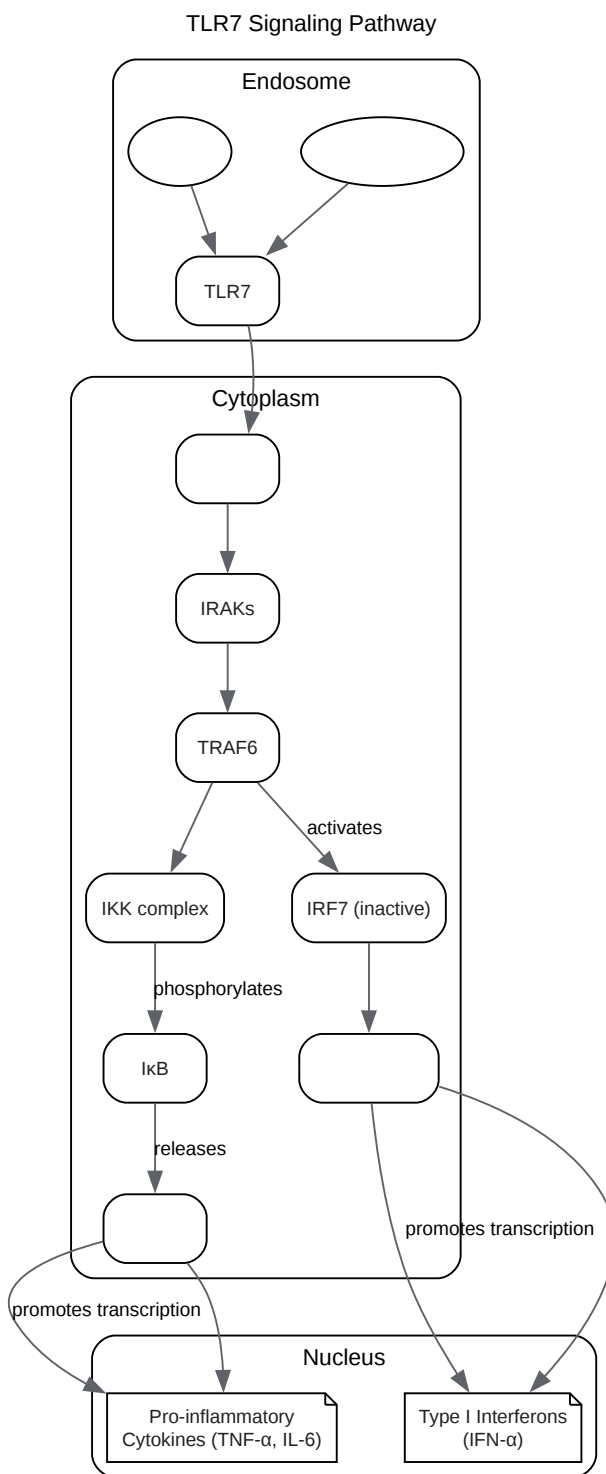 TLR7 Signaling Pathway
Endosome
TLR7
Cytoplasm
IRAKs
TRAF6
activates
IKK complex
IRF7 (inactive)
phosphorylates
IκB
releases
promotes transcription
promotes transcription
Nucleus
Pro-inflammatory
Cytokines (TNF-α, IL-6)
Type I Interferons
(IFN-α)